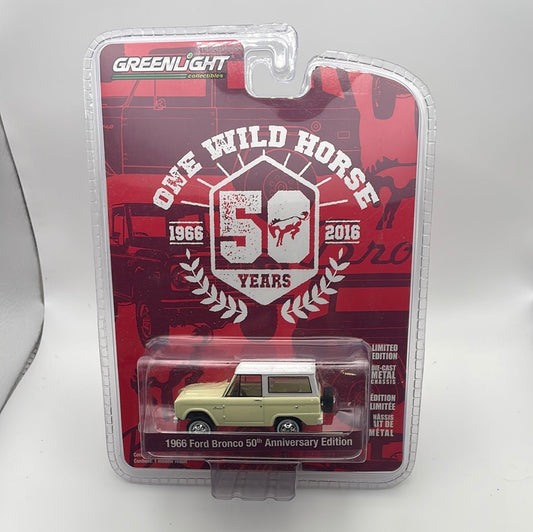 GREENLIGHT
collectibles
ONE WILD HORSE
1966 50 2016
YEARS
LIMITED
EDITION
DIE-CAST
METAL
CHASSIS
ÉDITION
LIMITÉE
CHÂSSIS
FAIT DE
MÉTAL
1966 Ford Bronco 50th Anniversary Edition